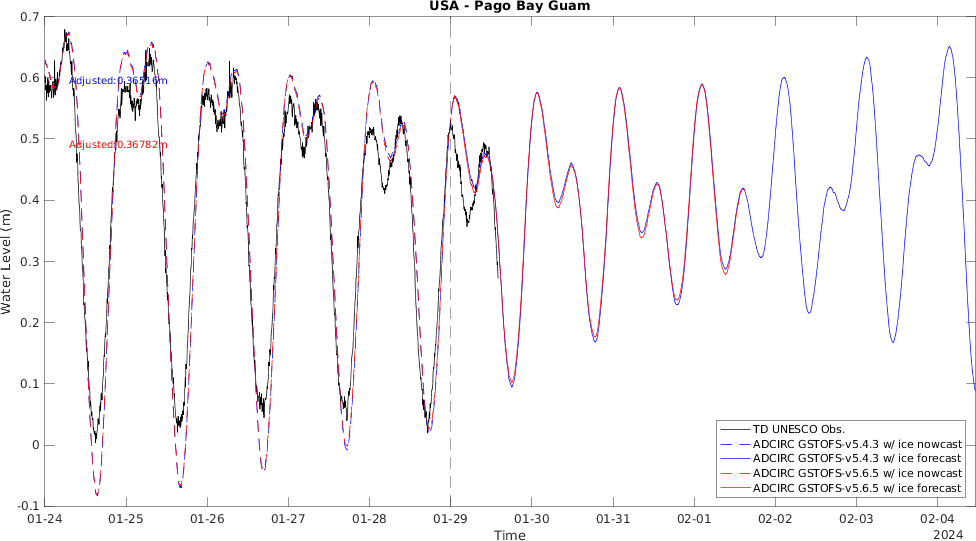 USA - Pago Bay Guam
0.7
0.6
0.5
0.4
0.3
0.2
0.1
0
-0.1
Water Level (m)
Adjusted:0.36516m
Adjusted:0.36782m
01-24
01-25
01-26
01-27
01-28
01-29
01-30
01-31
02-01
02-02
02-03
02-04
2024
Time
TD UNESCO Obs.
ADCIRC GSTOFS-v5.4.3 w/ ice nowcast
ADCIRC GSTOFS-v5.4.3 w/ ice forecast
ADCIRC GSTOFS-v5.6.5 w/ ice nowcast
ADCIRC GSTOFS-v5.6.5 w/ ice forecast